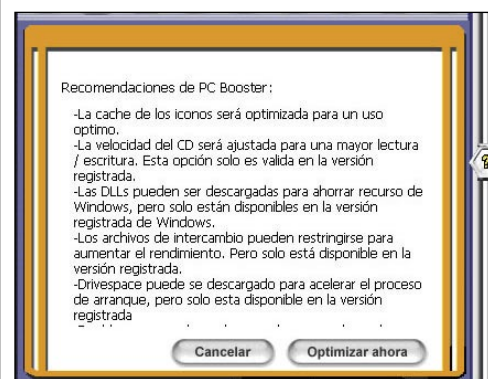 Recomendaciones de PC Booster:
-La cache de los iconos será optimizada para un uso
optimo.
-La velocidad del CD será ajustada para una mayor lectura
/ escritura. Esta opción solo es valida en la versión
registrada.
-Las DLLs pueden ser descargadas para ahorrar recurso de
Windows, pero solo están disponibles en la versión
registrada de Windows.
-Los archivos de intercambio pueden restringirse para
aumentar el rendimiento. Pero solo está disponible en la
versión registrada.
-Drivespace puede se descargado para acelerar el proceso
de arranque, pero solo esta disponible en la versión
registrada
Cancelar
Optimizar ahora